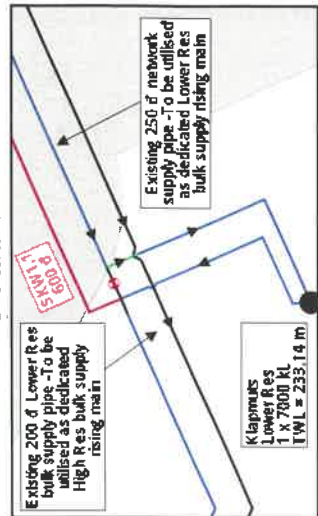 Existing 200 ∅ Lower Res
bulk supply pipe -To be
utilised as dedicated
High Res bulk supply
rising main
SKW1.1
600 ∅
Existing 250 ∅ network
supply pipe -To be utilised
as dedicated Lower Res
bulk supply rising main
Klapmuts
Lower Res
1 x 7000 kL
TWL = 233.14 m